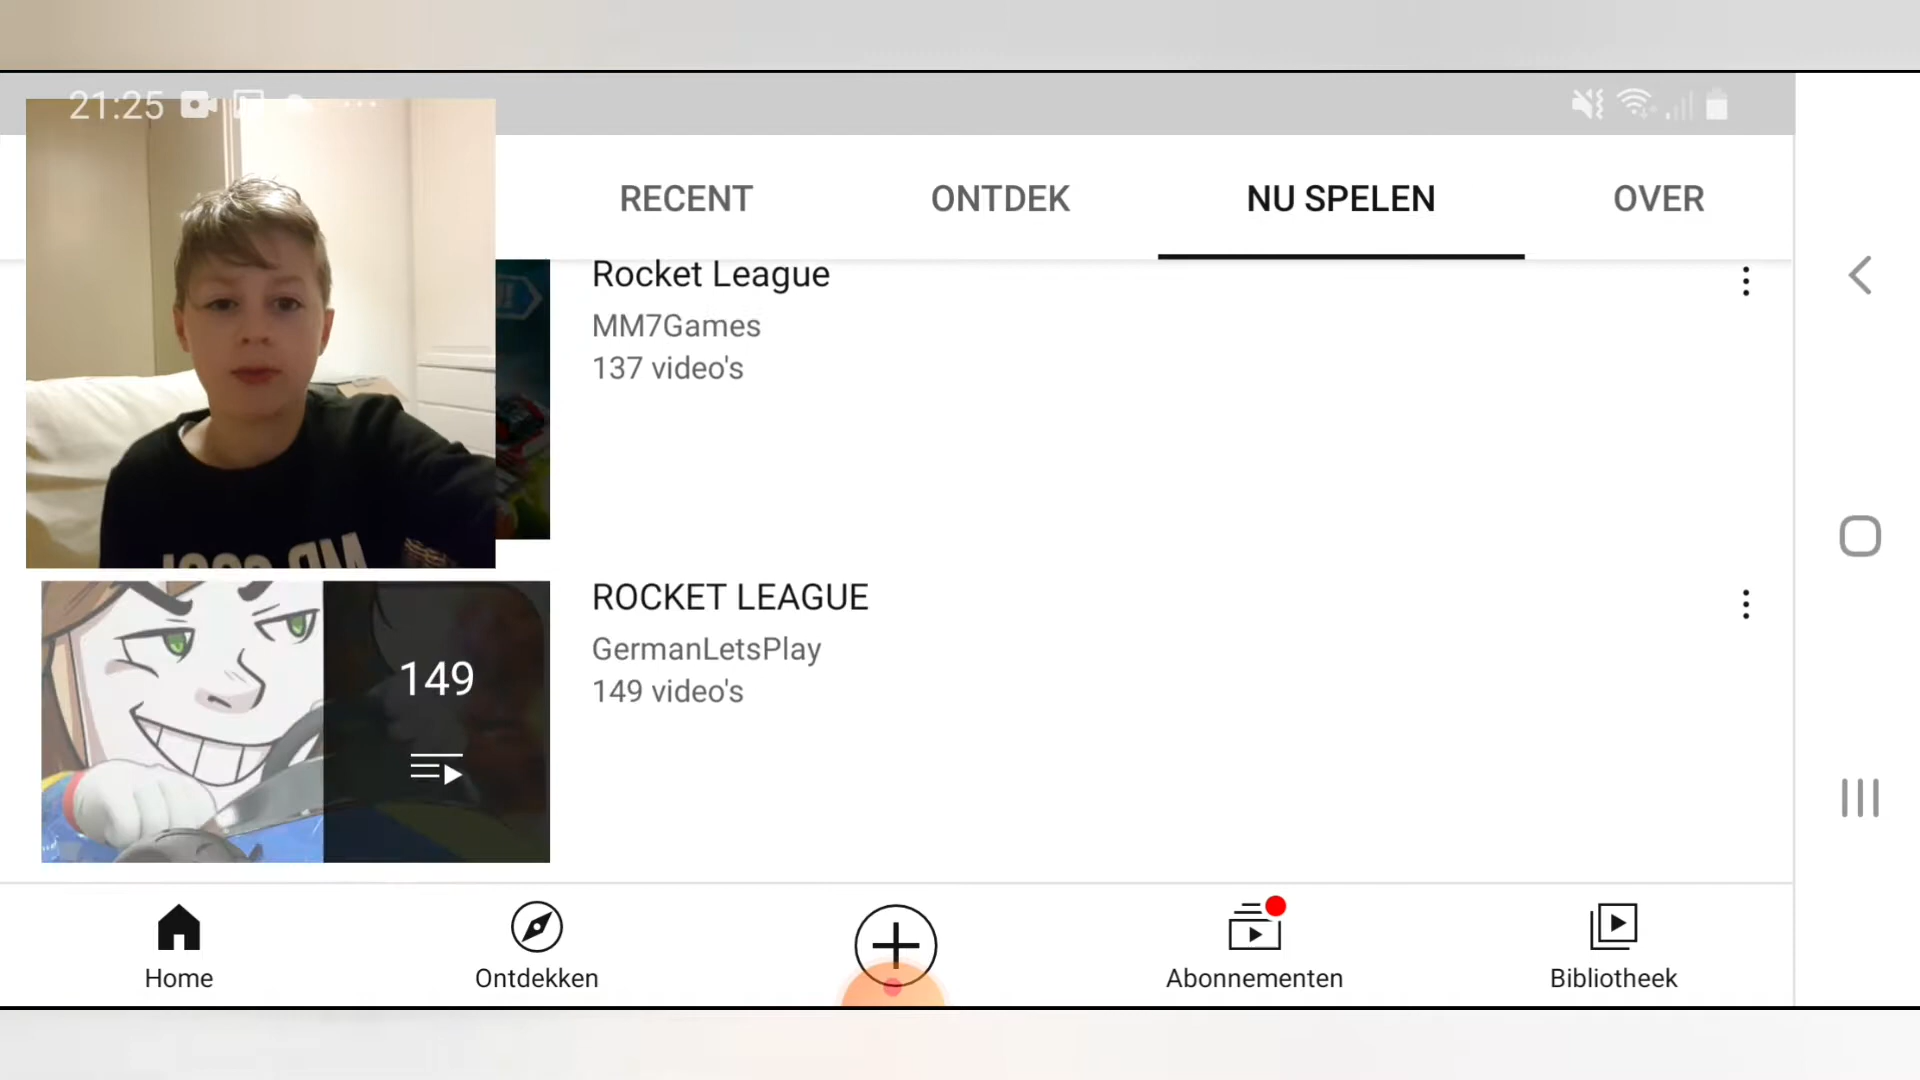 21:25
RECENT
ONTDEK
NU SPELEN
OVER
Rocket League
MM7Games
137 video's
ROCKET LEAGUE
GermanLetsPlay
149 video's
149
Home
Ontdekken
Abonnementen
Bibliotheek